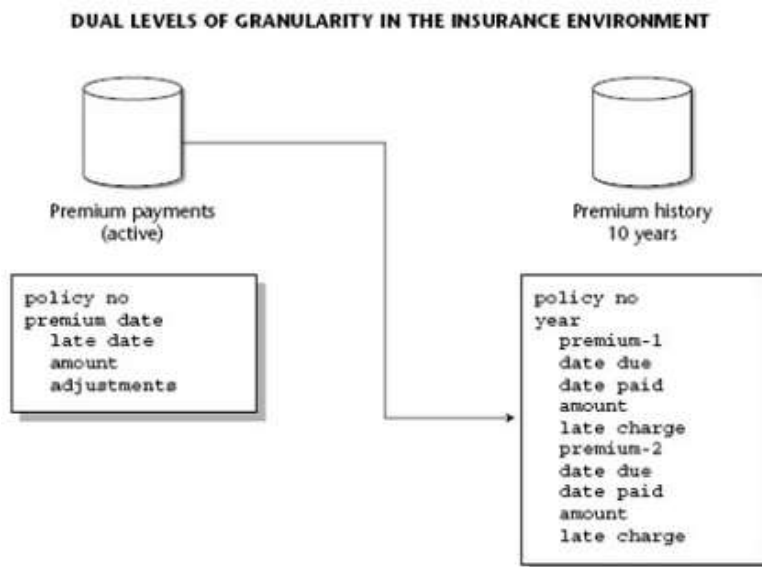 DUAL LEVELS OF GRANULARITY IN THE INSURANCE ENVIRONMENT
Premium payments
(active)
policy no
premium date
late date
amount
adjustments
Premium history
10 years
policy no
year
premium-1
date due
date paid
amount
late charge
premium-2
date due
date paid
amount
late charge